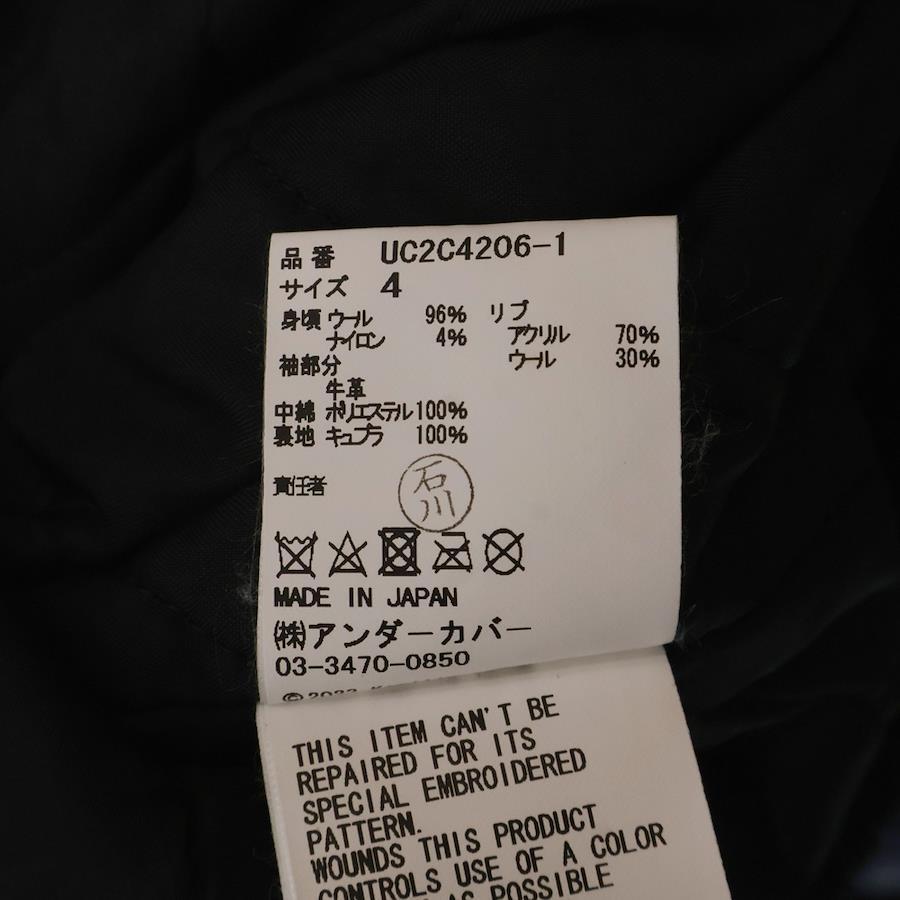 品番 UC2C4206-1
サイズ 4
身頃 ウール 96% リブ
ナイロン 4% アクリル 70%
袖部分 ウール 30%
牛革
中綿 ポリエステル 100%
裏地 キュプラ 100%
責任者 石川
MADE IN JAPAN
㈱アンダーカバー
03-3470-0850
THIS ITEM CAN'T BE
REPAIRED FOR ITS
SPECIAL EMBROIDERED
PATTERN.
WOUNDS THIS PRODUCT
CONTROLS USE OF A COLOR
AS POSSIBLE